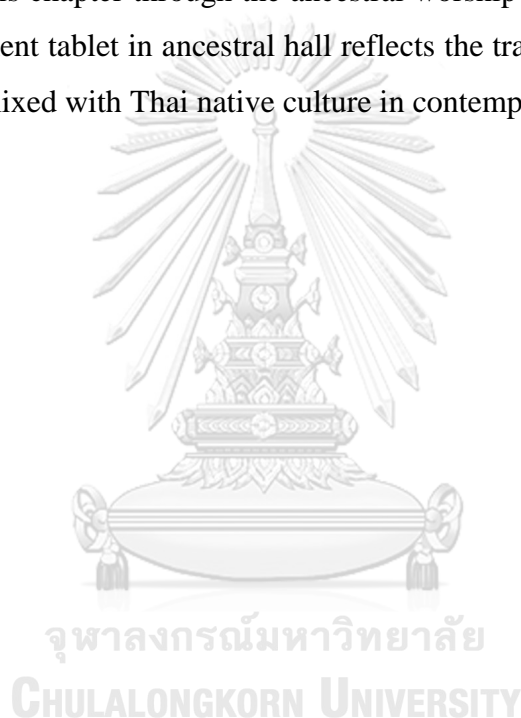 is chapter through the ancestral worship
ent tablet in ancestral hall reflects the tra
ixed with Thai native culture in contemp
จุฬาลงกรณ์มหาวิทยาลัย
CHULALONGKORN UNIVERSITY